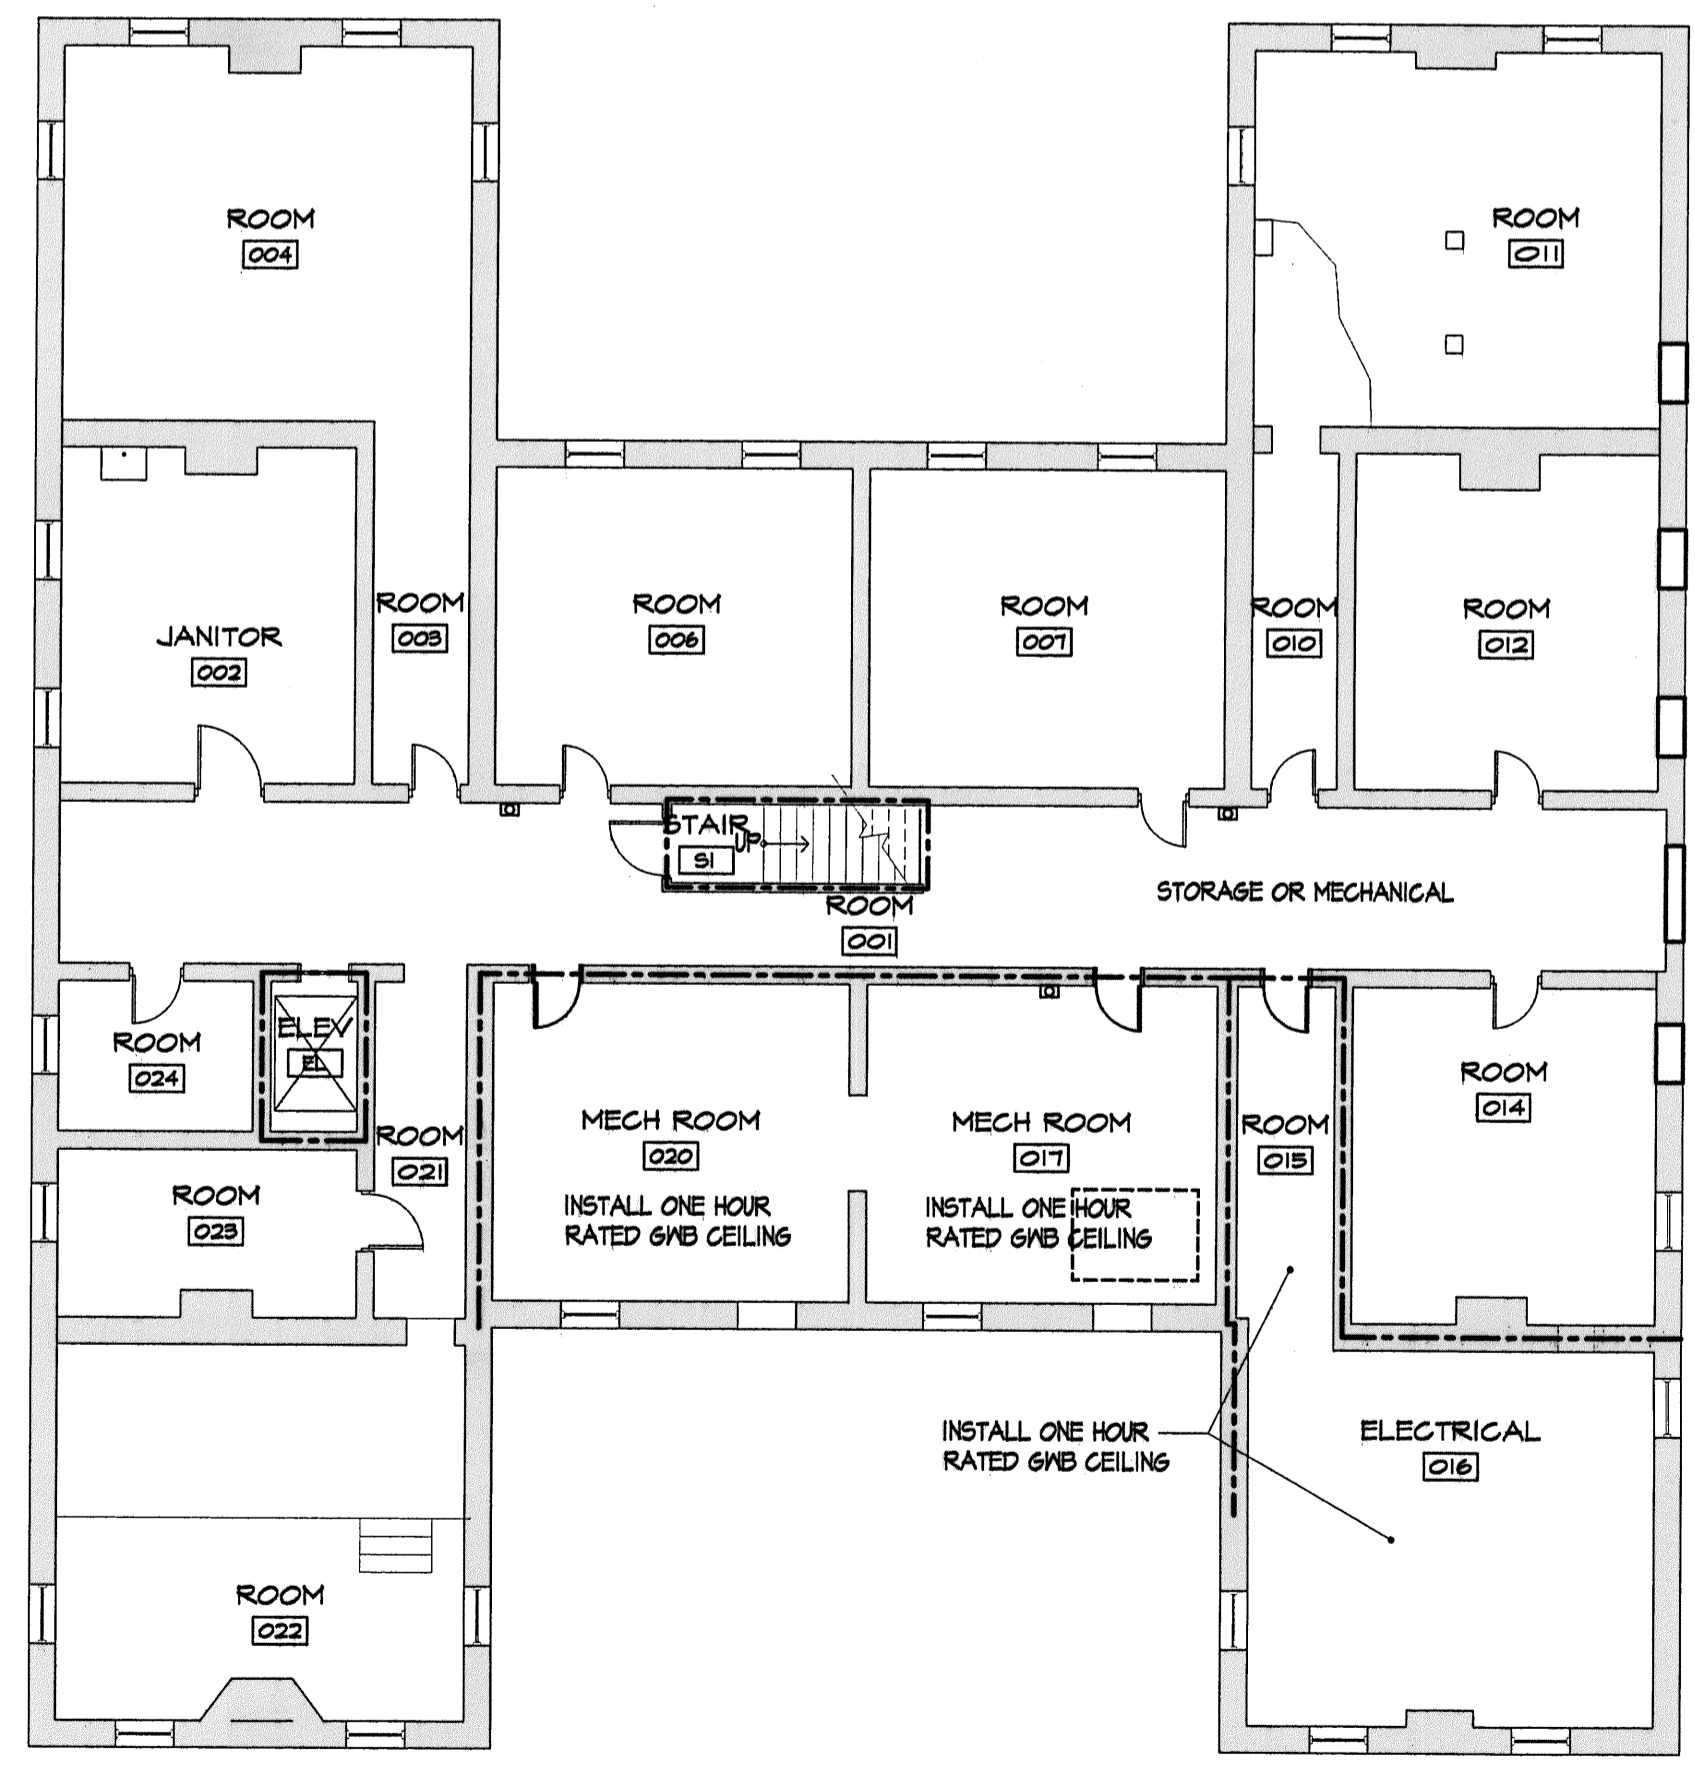 ROOM
004
ROOM
011
JANITOR
002
ROOM
003
ROOM
006
ROOM
007
ROOM
010
ROOM
012
STAIR
UP
S1
ROOM
001
STORAGE OR MECHANICAL
ROOM
024
ELEV
EL
ROOM
021
ROOM
023
MECH ROOM
020
INSTALL ONE HOUR
RATED GWB CEILING
MECH ROOM
017
INSTALL ONE HOUR
RATED GWB CEILING
ROOM
015
ROOM
014
INSTALL ONE HOUR
RATED GWB CEILING
ELECTRICAL
016
ROOM
022